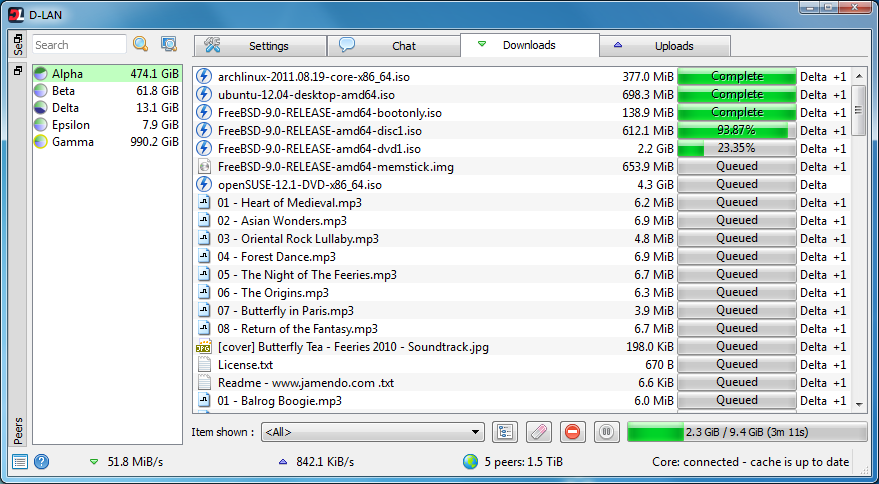 D-LAN
Search
Settings
Chat
Downloads
Uploads
Se
Peers
Alpha 474.1 GiB
Beta 61.8 GiB
Delta 13.1 GiB
Epsilon 7.9 GiB
Gamma 990.2 GiB
archlinux-2011.08.19-core-x86_64.iso 377.0 MiB Complete Delta +1
ubuntu-12.04-desktop-amd64.iso 698.3 MiB Complete Delta +1
FreeBSD-9.0-RELEASE-amd64-bootonly.iso 138.9 MiB Complete Delta +1
FreeBSD-9.0-RELEASE-amd64-disc1.iso 612.1 MiB 93.87% Delta +1
FreeBSD-9.0-RELEASE-amd64-dvd1.iso 2.2 GiB 23.35% Delta +1
FreeBSD-9.0-RELEASE-amd64-memstick.img 653.9 MiB Queued Delta +1
openSUSE-12.1-DVD-x86_64.iso 4.3 GiB Queued Delta
01 - Heart of Medieval.mp3 6.2 MiB Queued Delta +1
02 - Asian Wonders.mp3 6.9 MiB Queued Delta +1
03 - Oriental Rock Lullaby.mp3 4.8 MiB Queued Delta +1
04 - Forest Dance.mp3 6.9 MiB Queued Delta +1
05 - The Night of The Feeries.mp3 6.7 MiB Queued Delta +1
06 - The Origins.mp3 6.3 MiB Queued Delta +1
07 - Butterfly in Paris.mp3 3.9 MiB Queued Delta +1
08 - Return of the Fantasy.mp3 6.7 MiB Queued Delta +1
[cover] Butterfly Tea - Feeries 2010 - Soundtrack.jpg 198.0 KiB Queued Delta +1
License.txt 670 B Queued Delta +1
Readme - www.jamendo.com .txt 6.6 KiB Queued Delta +1
01 - Balrog Boogie.mp3 6.0 MiB Queued Delta +1
Item shown : <All> 2.3 GiB / 9.4 GiB (3m 11s)
51.8 MiB/s 842.1 KiB/s 5 peers: 1.5 TiB Core: connected - cache is up to date